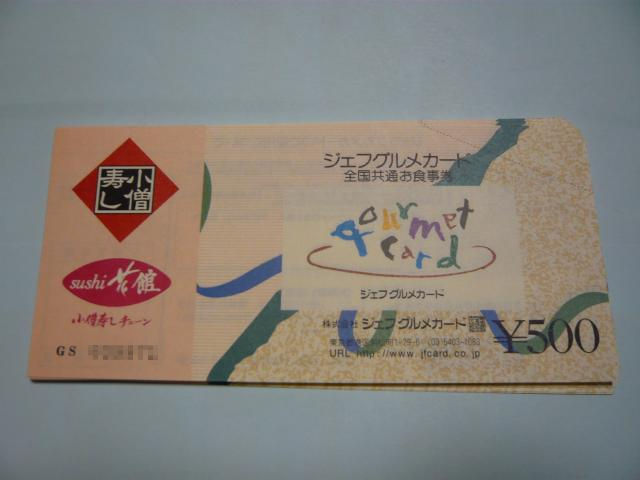 小僧
寿し
sushi 花館
小僧寿しチェーン
GS
ジェフグルメカード
全国共通お食事券
gourmet
card
ジェフグルメカード
株式会社 ジェフグルメカード
(03)5403-1083
URL http://www.jfcard.co.jp
¥500